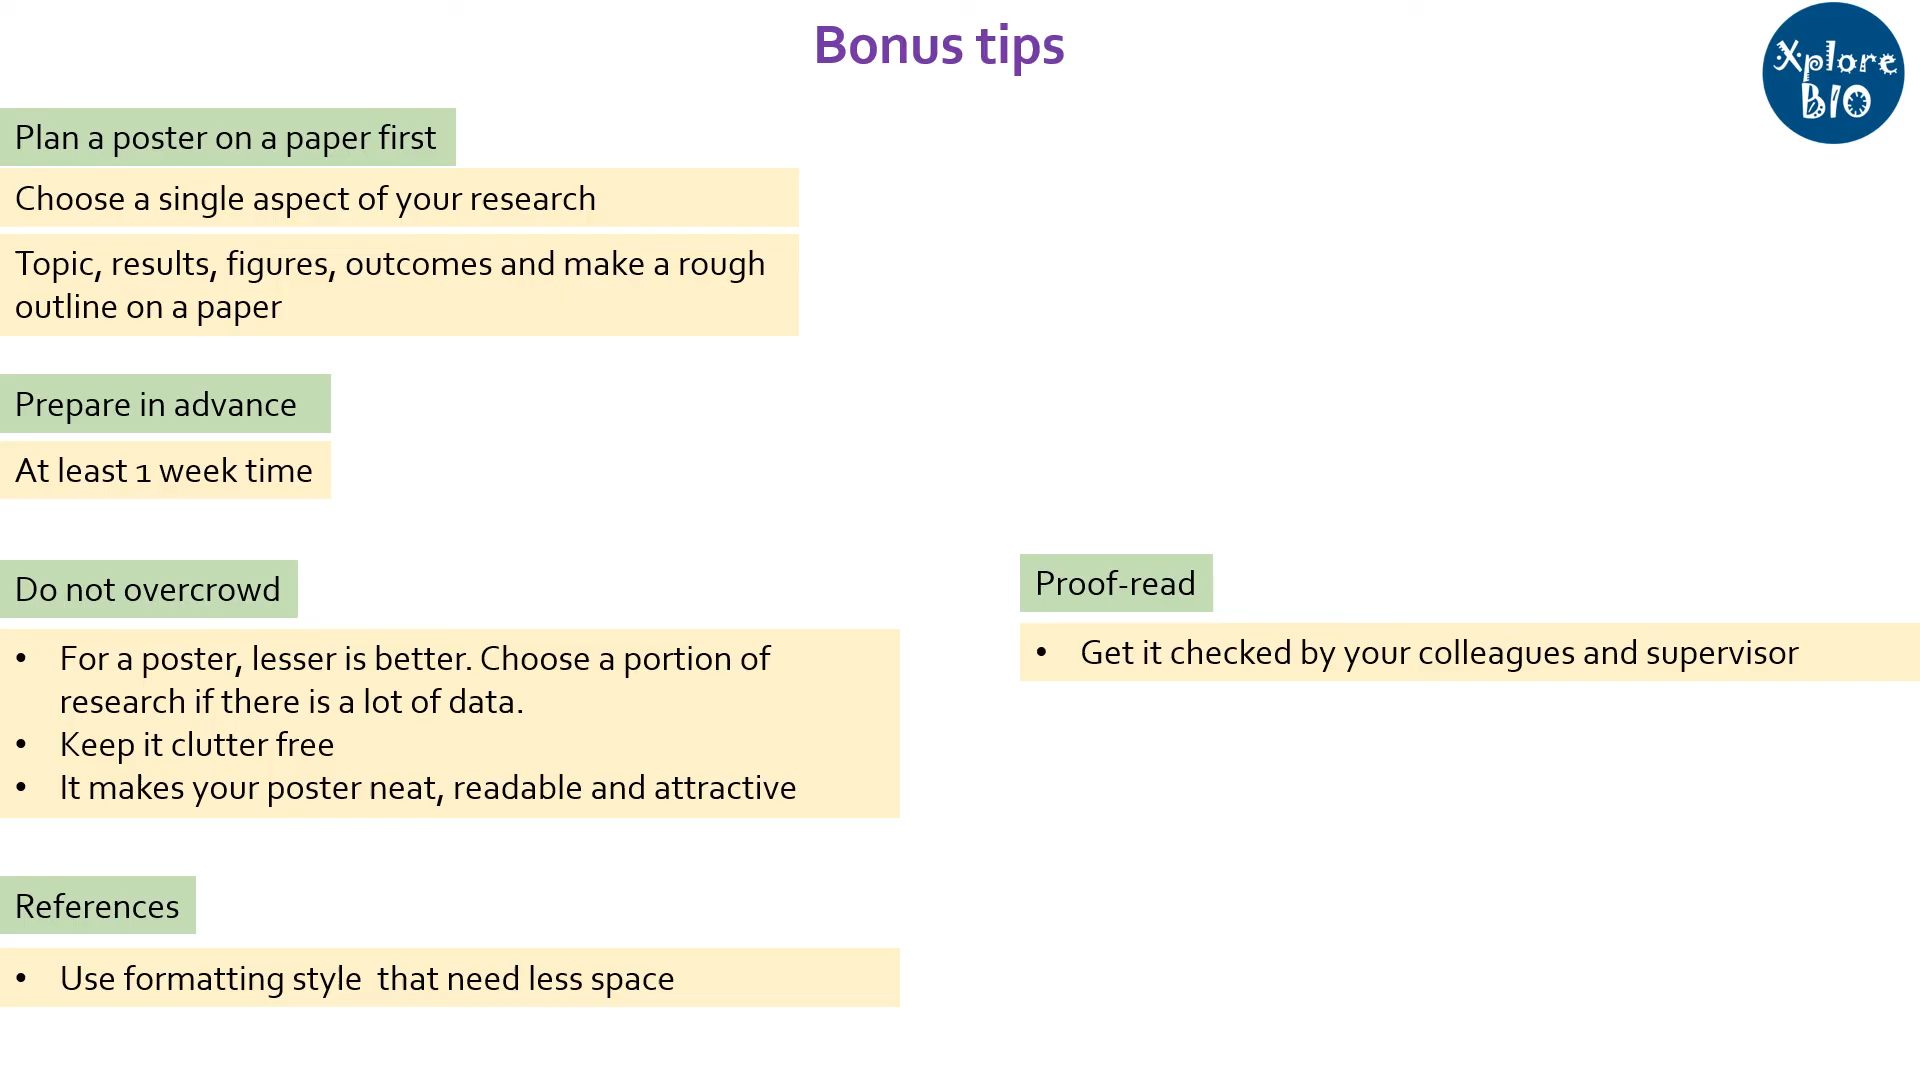 Bonus tips
Xplore
BIO
Plan a poster on a paper first
Choose a single aspect of your research
Topic, results, figures, outcomes and make a rough
outline on a paper
Prepare in advance
At least 1 week time
Do not overcrowd
• For a poster, lesser is better. Choose a portion of
research if there is a lot of data.
• Keep it clutter free
• It makes your poster neat, readable and attractive
References
• Use formatting style  that need less space
Proof-read
• Get it checked by your colleagues and supervisor